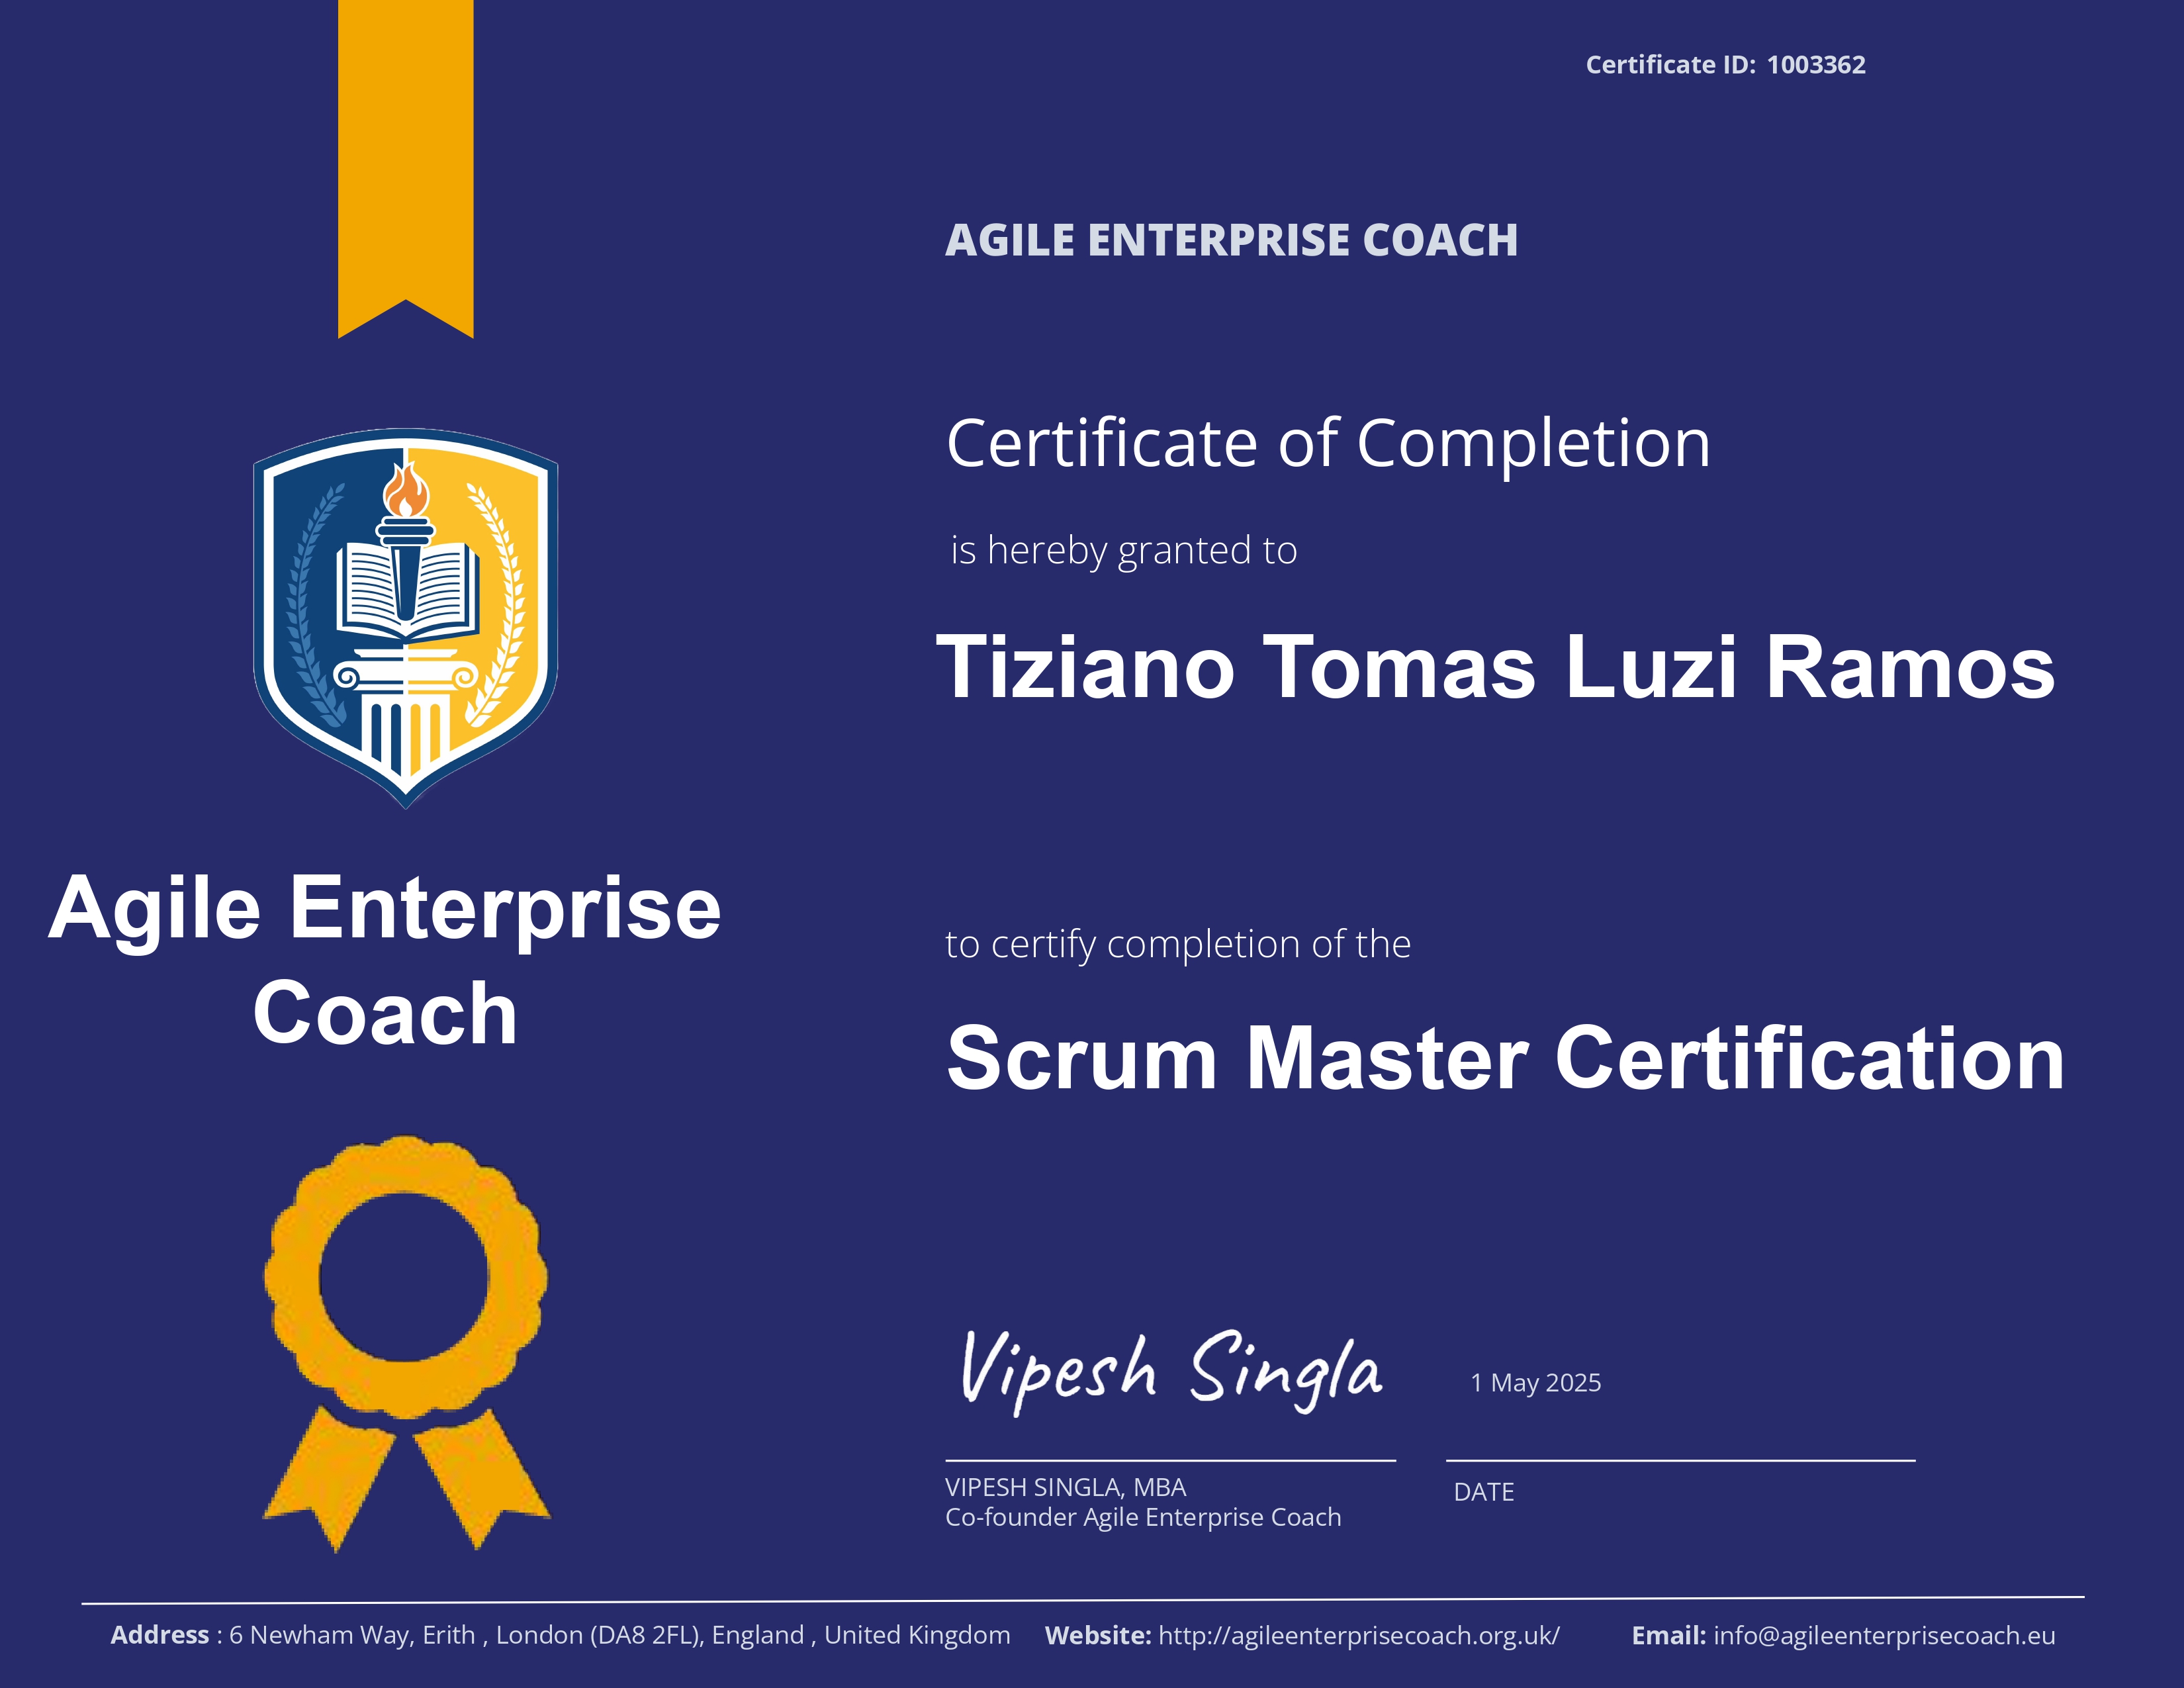 Certificate ID: 1003362
AGILE ENTERPRISE COACH
Certificate of Completion
is hereby granted to
Tiziano Tomas Luzi Ramos
Agile Enterprise
Coach
to certify completion of the
Scrum Master Certification
Vipesh Singla
1 May 2025
VIPESH SINGLA, MBA
Co-founder Agile Enterprise Coach
DATE
Address : 6 Newham Way, Erith , London (DA8 2FL), England , United Kingdom Website: http://agileenterprisecoach.org.uk/ Email: info@agileenterprisecoach.eu